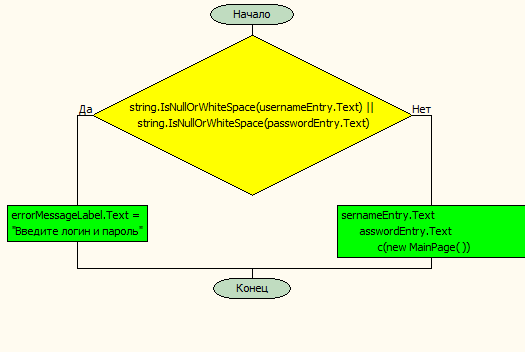 Начало
string.IsNullOrWhiteSpace(usernameEntry.Text) ||
string.IsNullOrWhiteSpace(passwordEntry.Text)
Да
Нет
errorMessageLabel.Text =
"Введите логин и пароль"
sernameEntry.Text
asswordEntry.Text
c(new MainPage( ))
Конец